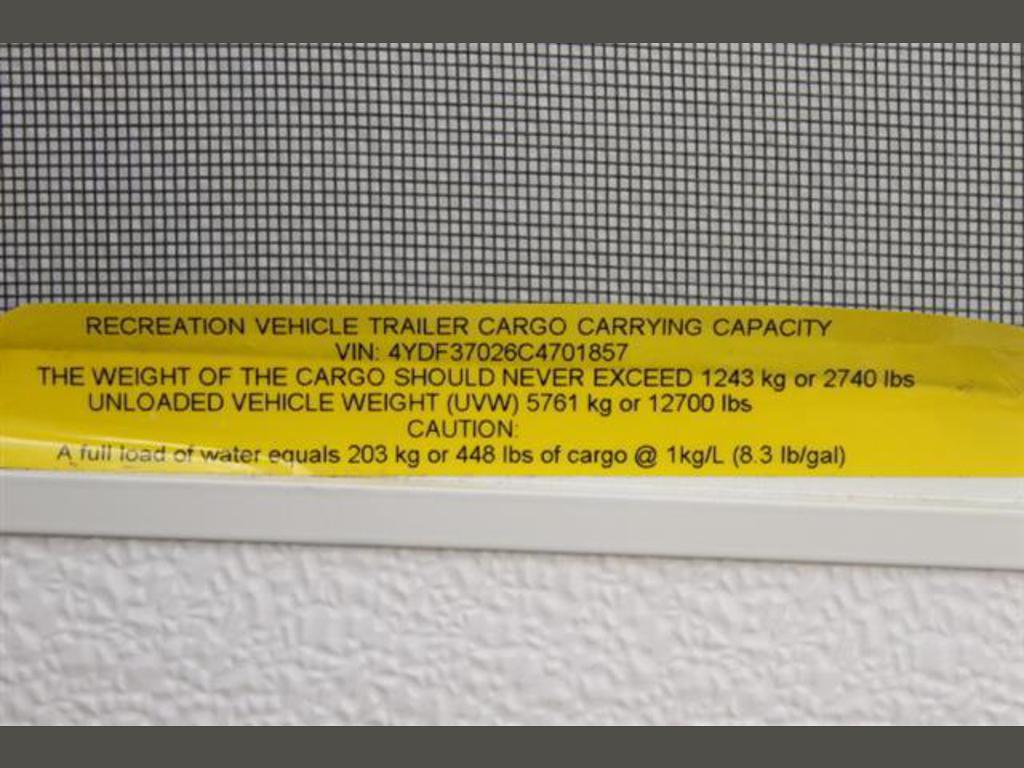 RECREATION VEHICLE TRAILER CARGO CARRYING CAPACITY
VIN: 4YDF37026C4701857
THE WEIGHT OF THE CARGO SHOULD NEVER EXCEED 1243 kg or 2740 lbs
UNLOADED VEHICLE WEIGHT (UVW) 5761 kg or 12700 lbs
CAUTION:
A full load of water equals 203 kg or 448 lbs of cargo @ 1kg/L (8.3 lb/gal)